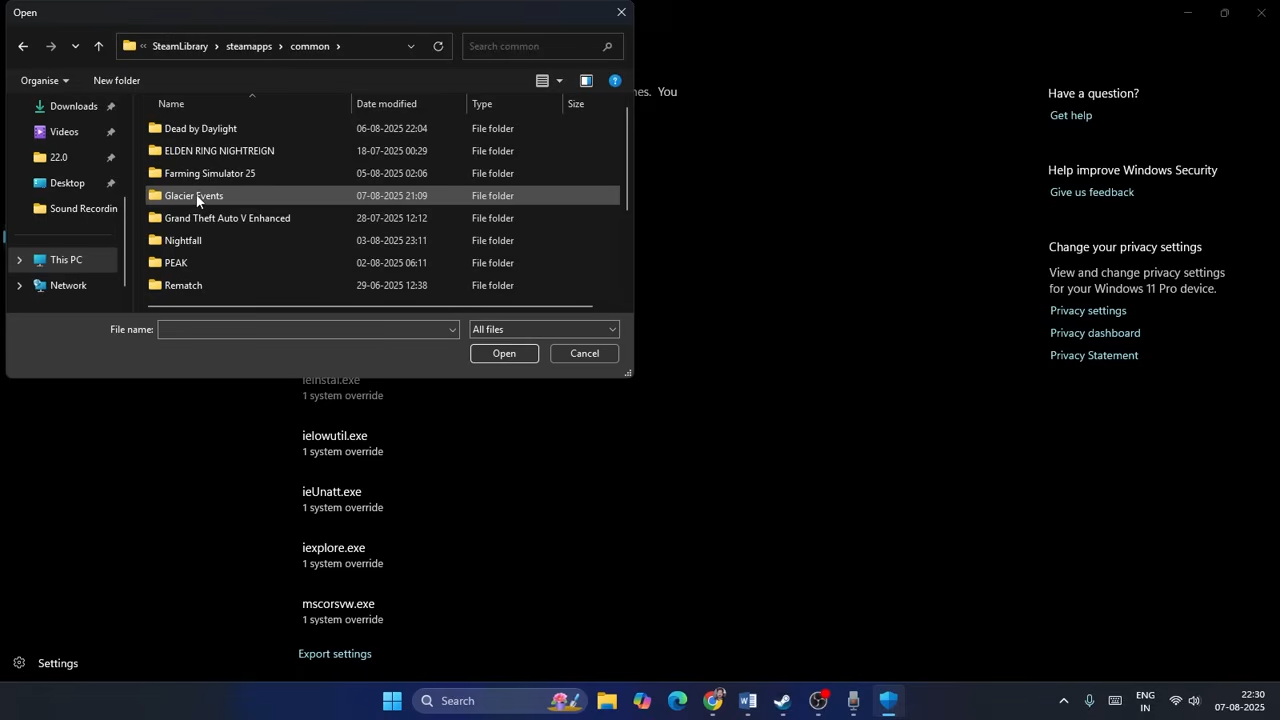 Open
SteamLibrary > steamapps > common >
Search common
Organise
New folder
Name
Date modified
Type
Size
Downloads
Videos
22.0
Desktop
Sound Recordin
This PC
Network
Dead by Daylight 06-08-2025 22:04 File folder
ELDEN RING NIGHTREIGN 18-07-2025 00:29 File folder
Farming Simulator 25 05-08-2025 02:06 File folder
Glacier Events 07-08-2025 21:09 File folder
Grand Theft Auto V Enhanced 28-07-2025 12:12 File folder
Nightfall 03-08-2025 23:11 File folder
PEAK 02-08-2025 06:11 File folder
Rematch 29-06-2025 12:38 File folder
File name:
All files
Open
Cancel
nes. You
ieinstal.exe
1 system override
ielowutil.exe
1 system override
ieUnatt.exe
1 system override
iexplore.exe
1 system override
mscorsvw.exe
1 system override
Export settings
Settings
Have a question?
Get help
Help improve Windows Security
Give us feedback
Change your privacy settings
View and change privacy settings
for your Windows 11 Pro device.
Privacy settings
Privacy dashboard
Privacy Statement
Search
ENG
IN
22:30
07-08-2025